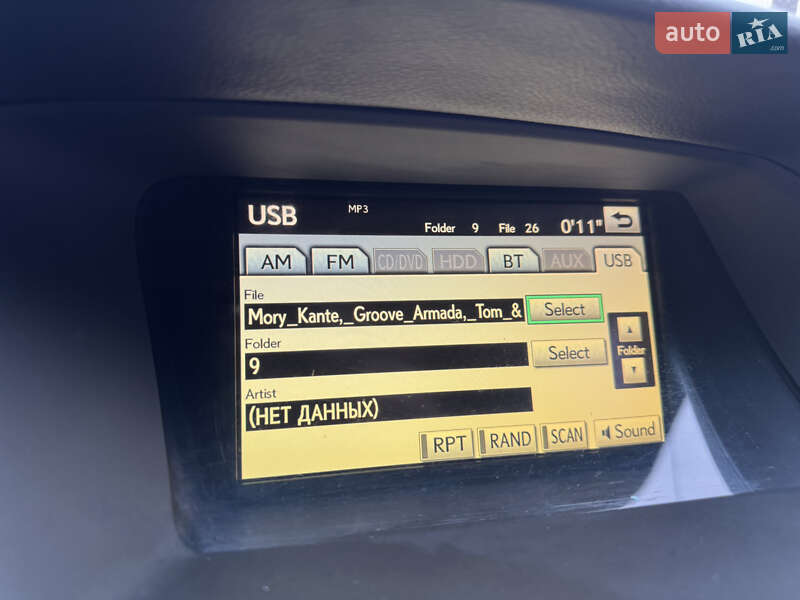 auto RIA.com
USB MP3 Folder 9 File 26 0'11"
AM FM CD/DVD HDD BT AUX USB
File
Mory_Kante,_Groove_Armada,_Tom_& Select
Folder
9 Select
Folder
Artist
(НЕТ ДАННЫХ)
RPT RAND SCAN Sound